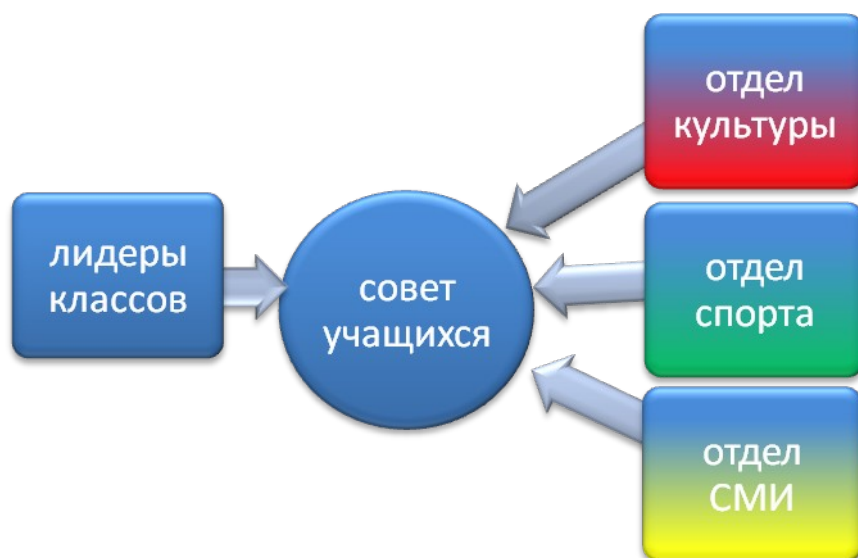 лидеры
классов
совет
учащихся
отдел
культуры
отдел
спорта
отдел
СМИ